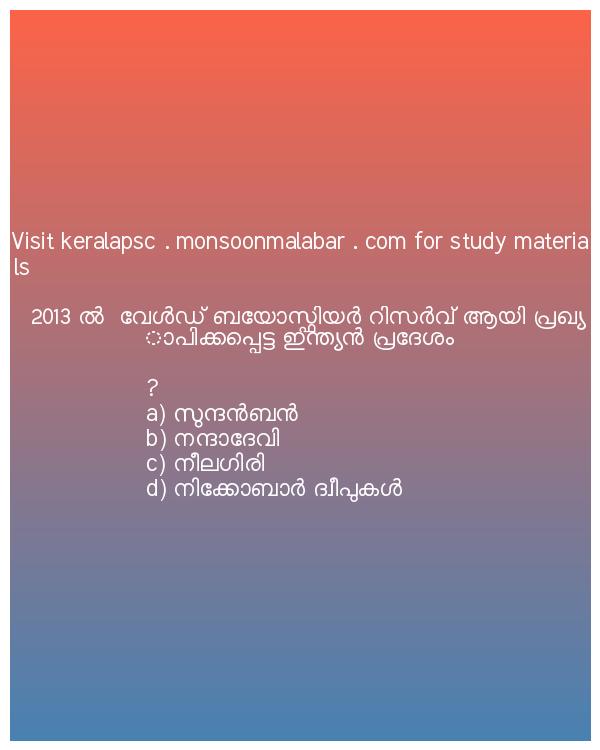 Visit keralapsc . monsoonmalabar . com for study materia
ls
2013 ൽ വേൾഡ് ബയോസ്ഫിയർ റിസർവ് ആയി പ്രഖ്യ
ാപിക്കപ്പെട്ട ഇന്ത്യൻ പ്രദേശം
?
a) സുന്ദൻബൻ
b) നന്ദാദേവി
c) നീലഗിരി
d) നിക്കോബാർ ദ്വീപുകൾ